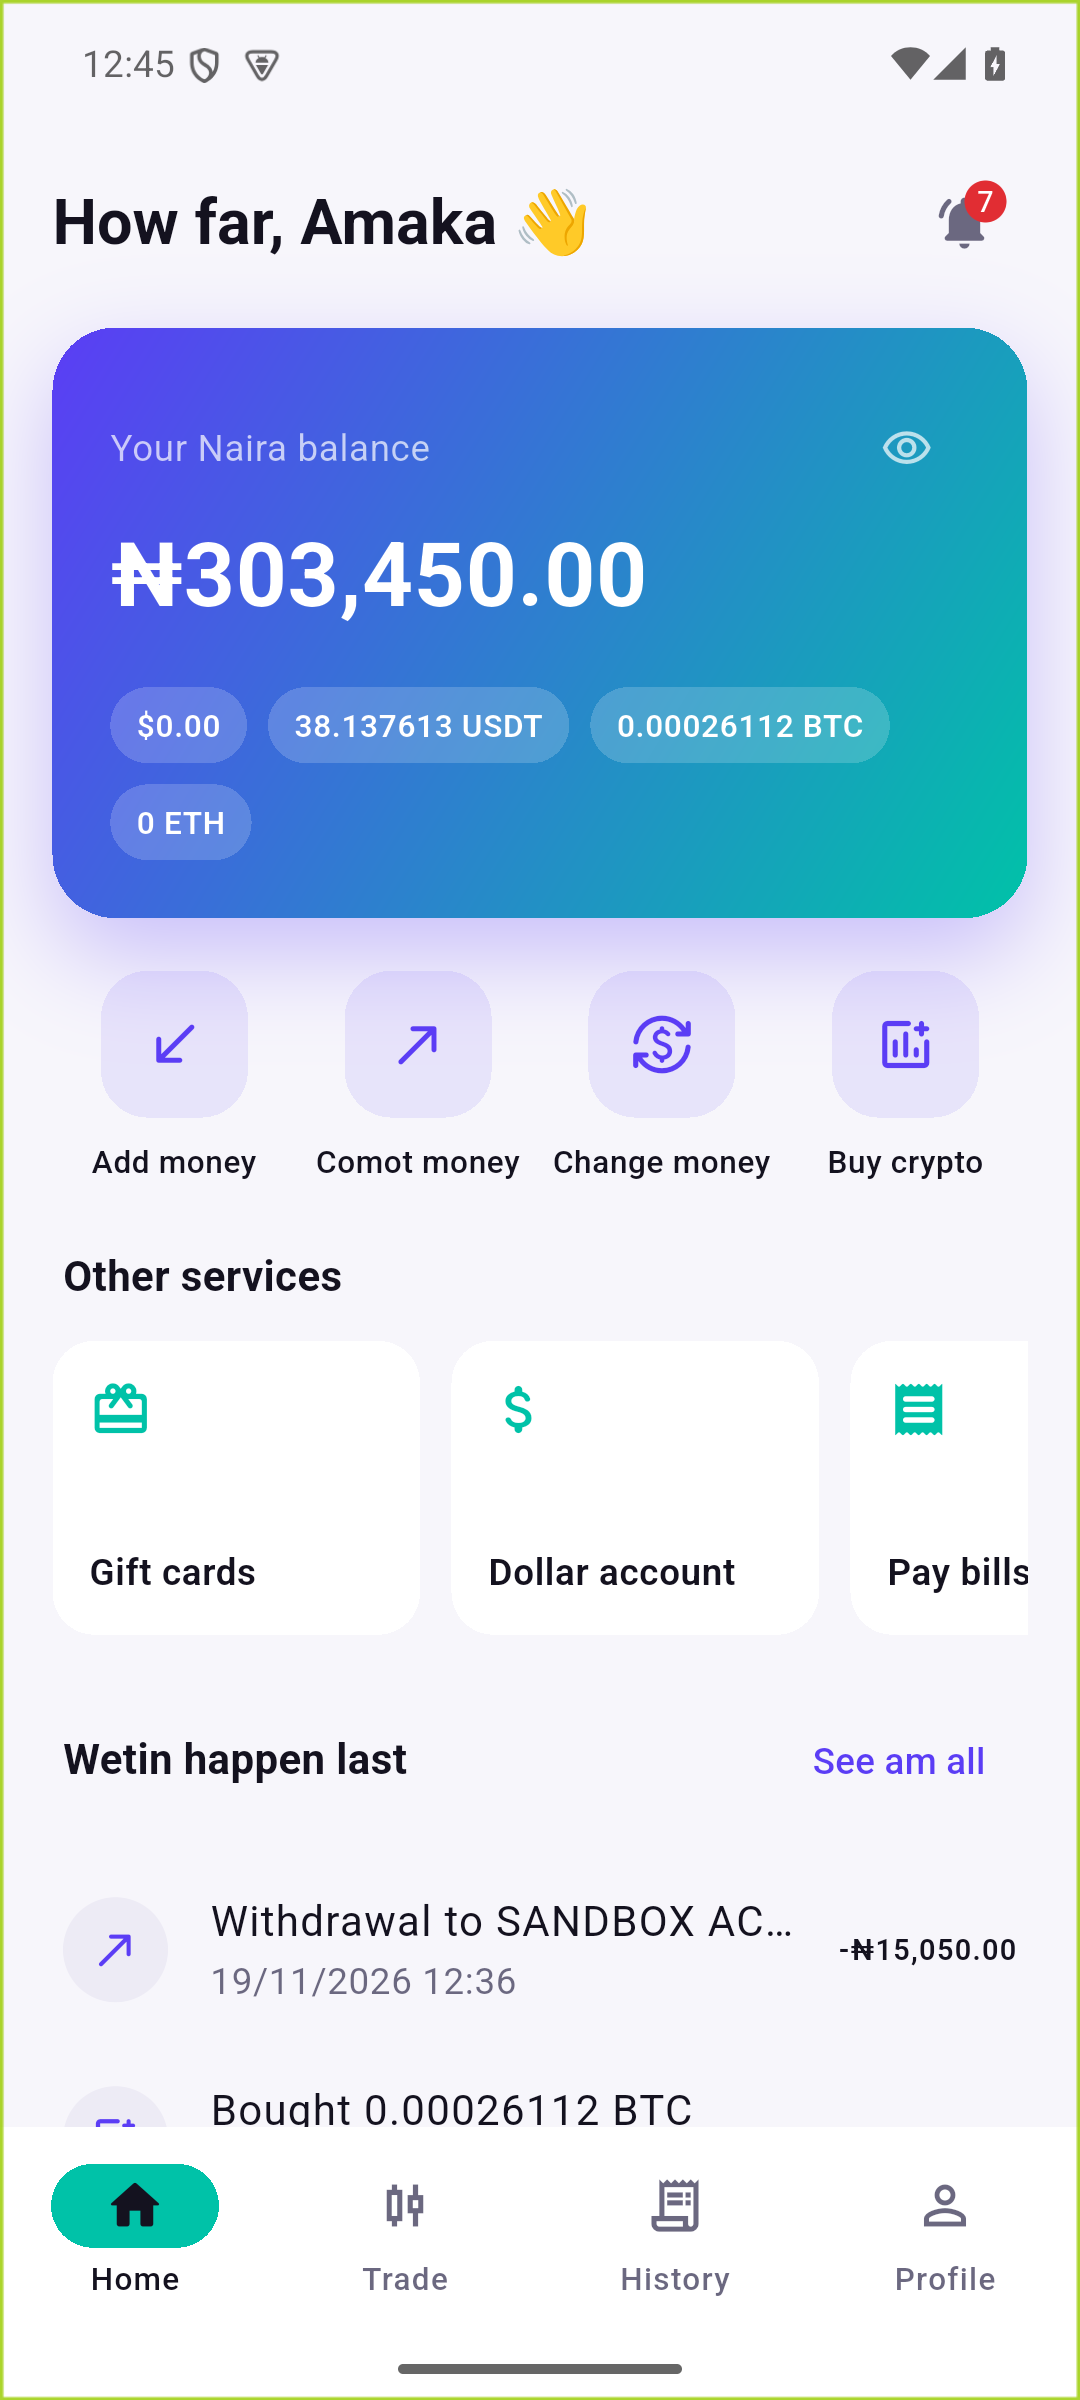 12:45
How far, Amaka 👋
7
Your Naira balance
₦303,450.00
$0.00
38.137613 USDT
0.00026112 BTC
0 ETH
Add money
Comot money
Change money
Buy crypto
Other services
Gift cards
Dollar account
Pay bills
Wetin happen last
See am all
Withdrawal to SANDBOX AC...
-₦15,050.00
19/11/2026 12:36
Bought 0.00026112 BTC
Home
Trade
History
Profile